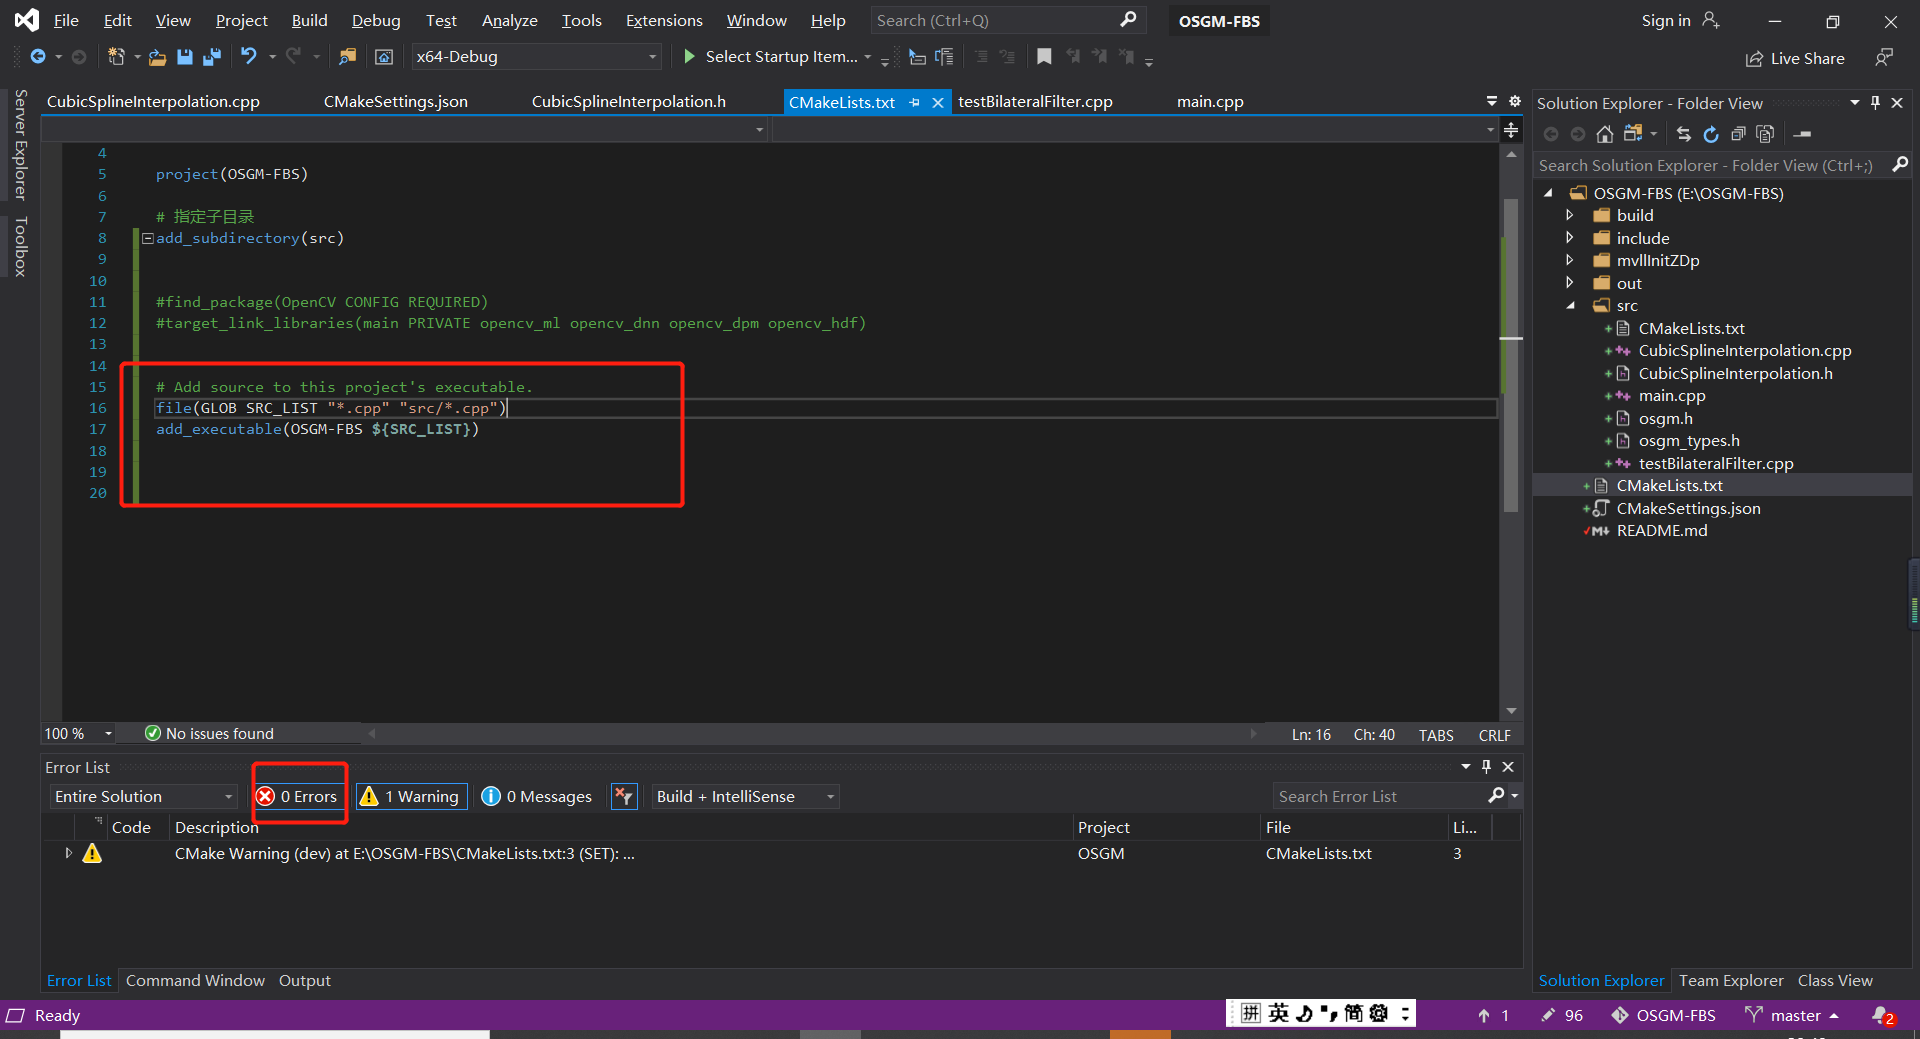 File Edit View Project Build Debug Test Analyze Tools Extensions Window Help Search (Ctrl+Q) OSGM-FBS Sign in
x64-Debug Select Startup Item... Live Share
Server Explorer
Toolbox
CubicSplineInterpolation.cpp CMakeSettings.json CubicSplineInterpolation.h CMakeLists.txt testBilateralFilter.cpp main.cpp
4
5 project(OSGM-FBS)
6
7 # 指定子目录
8 add_subdirectory(src)
9
10
11 #find_package(OpenCV CONFIG REQUIRED)
12 #target_link_libraries(main PRIVATE opencv_ml opencv_dnn opencv_dpm opencv_hdf)
13
14
15 # Add source to this project's executable.
16 file(GLOB SRC_LIST "*.cpp" "src/*.cpp")
17 add_executable(OSGM-FBS ${SRC_LIST})
18
19
20
100 % No issues found Ln: 16 Ch: 40 TABS CRLF
Error List
Entire Solution 0 Errors 1 Warning 0 Messages Build + IntelliSense Search Error List
Code Description Project File Li...
CMake Warning (dev) at E:\OSGM-FBS\CMakeLists.txt:3 (SET): ... OSGM CMakeLists.txt 3
Error List Command Window Output
Solution Explorer - Folder View
Search Solution Explorer - Folder View (Ctrl+;)
OSGM-FBS (E:\OSGM-FBS)
build
include
mvllInitZDp
out
src
CMakeLists.txt
CubicSplineInterpolation.cpp
CubicSplineInterpolation.h
main.cpp
osgm.h
osgm_types.h
testBilateralFilter.cpp
CMakeLists.txt
CMakeSettings.json
README.md
Solution Explorer Team Explorer Class View
Ready 拼 英 简 1 96 OSGM-FBS master 2